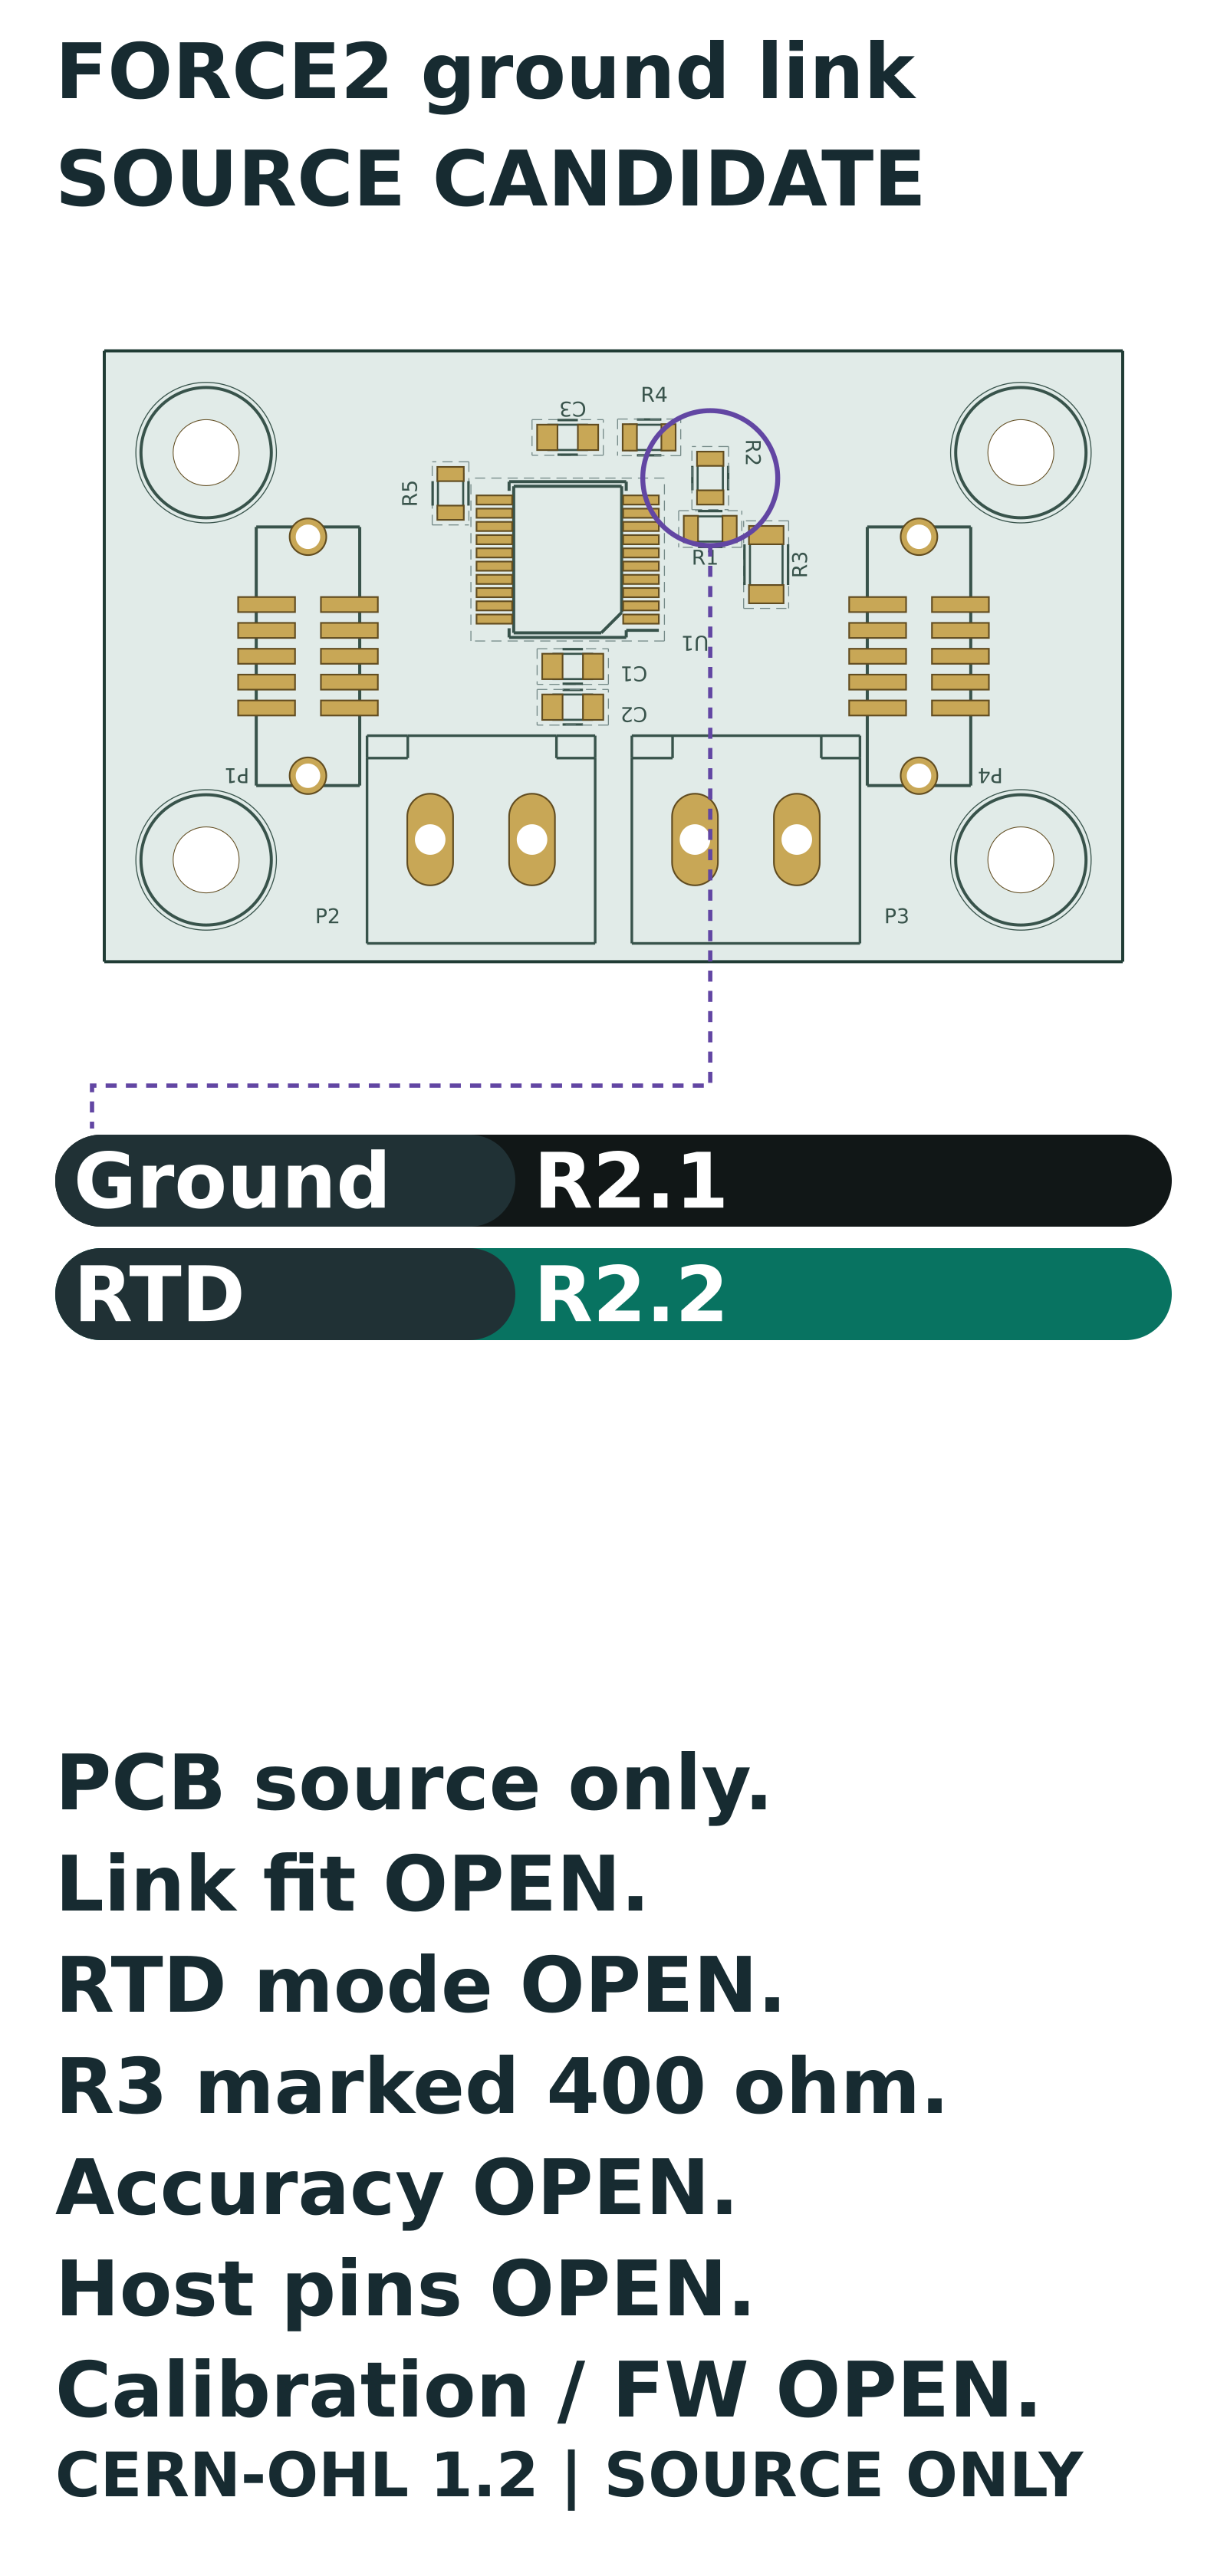 FORCE2 ground link
SOURCE CANDIDATE
R4
C3
R2
R5
R1
R3
U1
C1
C2
P1
P4
P2
P3
Ground R2.1
RTD R2.2
PCB source only.
Link fit OPEN.
RTD mode OPEN.
R3 marked 400 ohm.
Accuracy OPEN.
Host pins OPEN.
Calibration / FW OPEN.
CERN-OHL 1.2 | SOURCE ONLY